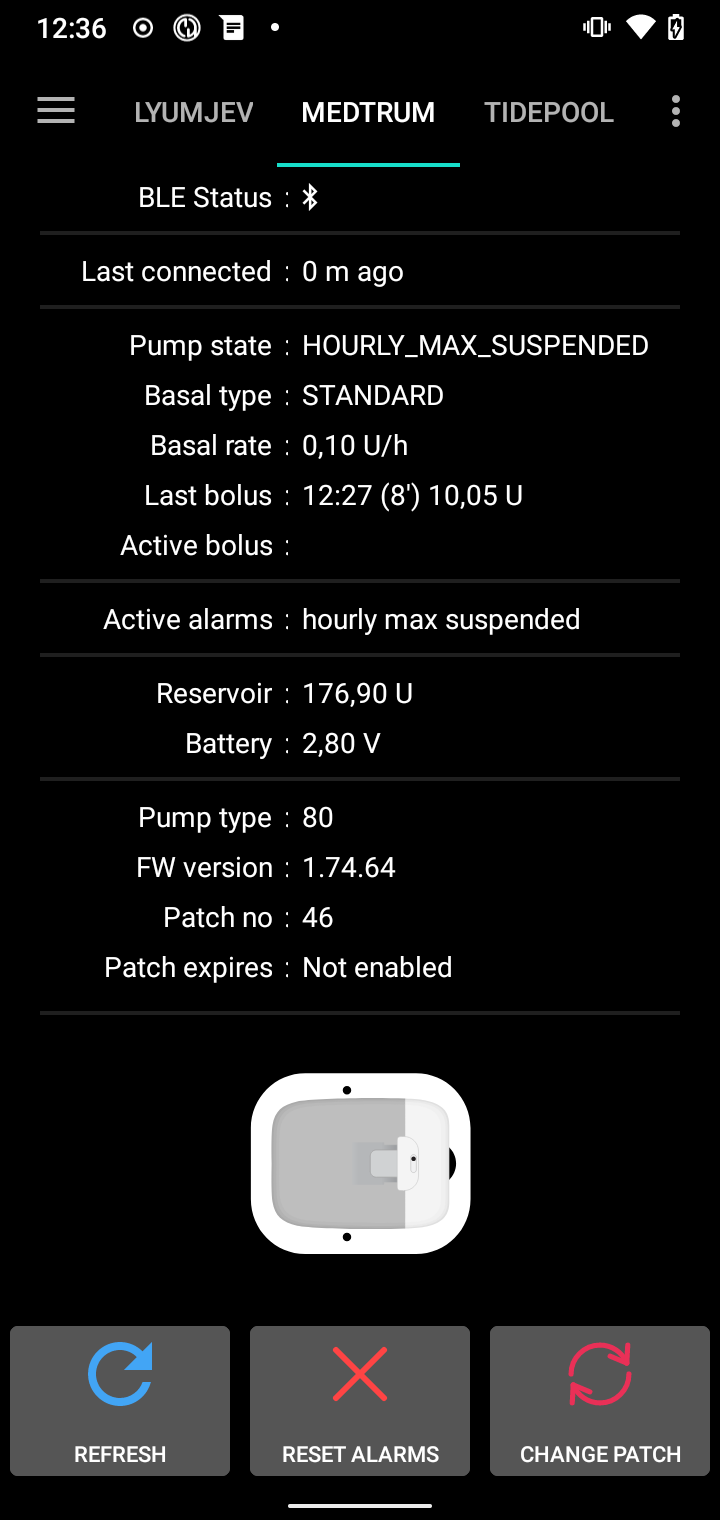 12:36
LYUMJEV MEDTRUM TIDEPOOL
BLE Status :
Last connected : 0 m ago
Pump state : HOURLY_MAX_SUSPENDED
Basal type : STANDARD
Basal rate : 0,10 U/h
Last bolus : 12:27 (8') 10,05 U
Active bolus :
Active alarms : hourly max suspended
Reservoir : 176,90 U
Battery : 2,80 V
Pump type : 80
FW version : 1.74.64
Patch no : 46
Patch expires : Not enabled
REFRESH RESET ALARMS CHANGE PATCH